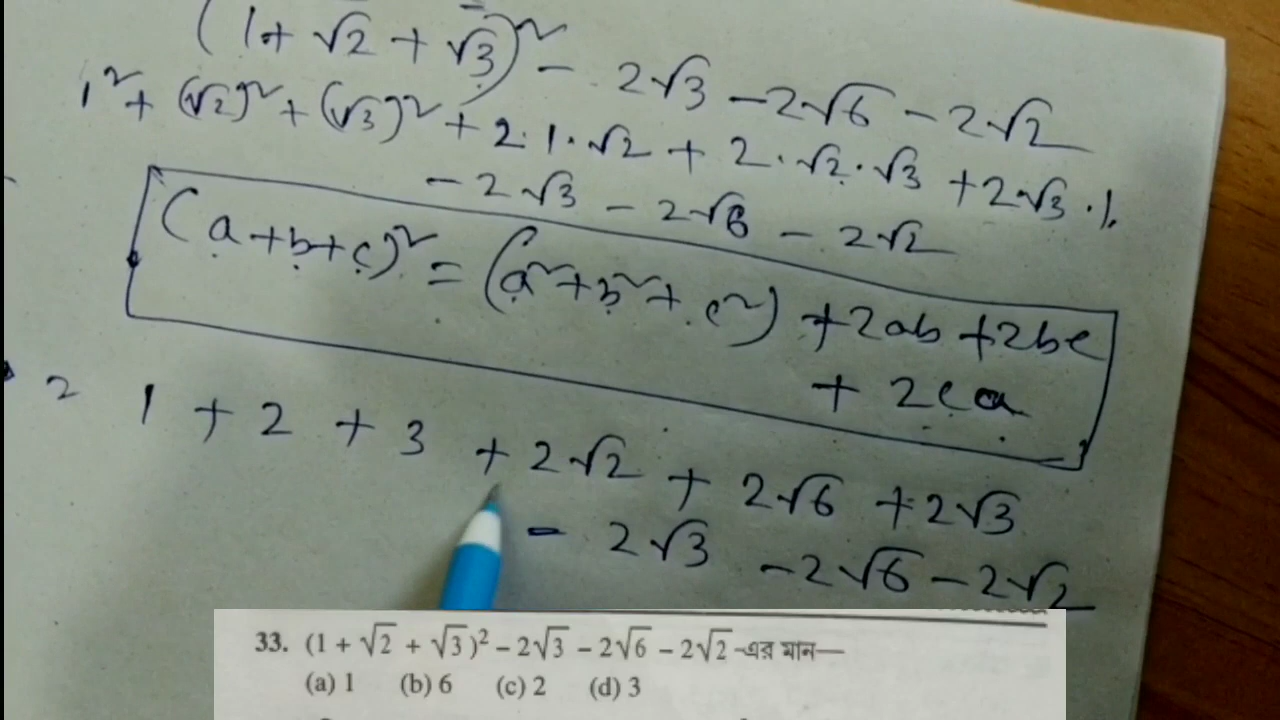 (1+ √2 + √3)² - 2√3 - 2√6 - 2√2
1² + (√2)² + (√3)² + 2.1.√2 + 2.√2.√3 + 2√3.1.
- 2√3 - 2√6 - 2√2
(a+b+c)² = (a²+b²+c²) + 2ab + 2bc
+ 2ca
2 1 + 2 + 3 + 2√2 + 2√6 + 2√3
- 2√3 - 2√6 - 2√2
33. (1 + √2 + √3)² – 2√3 – 2√6 – 2√2-এর মান—
(a) 1 (b) 6 (c) 2 (d) 3